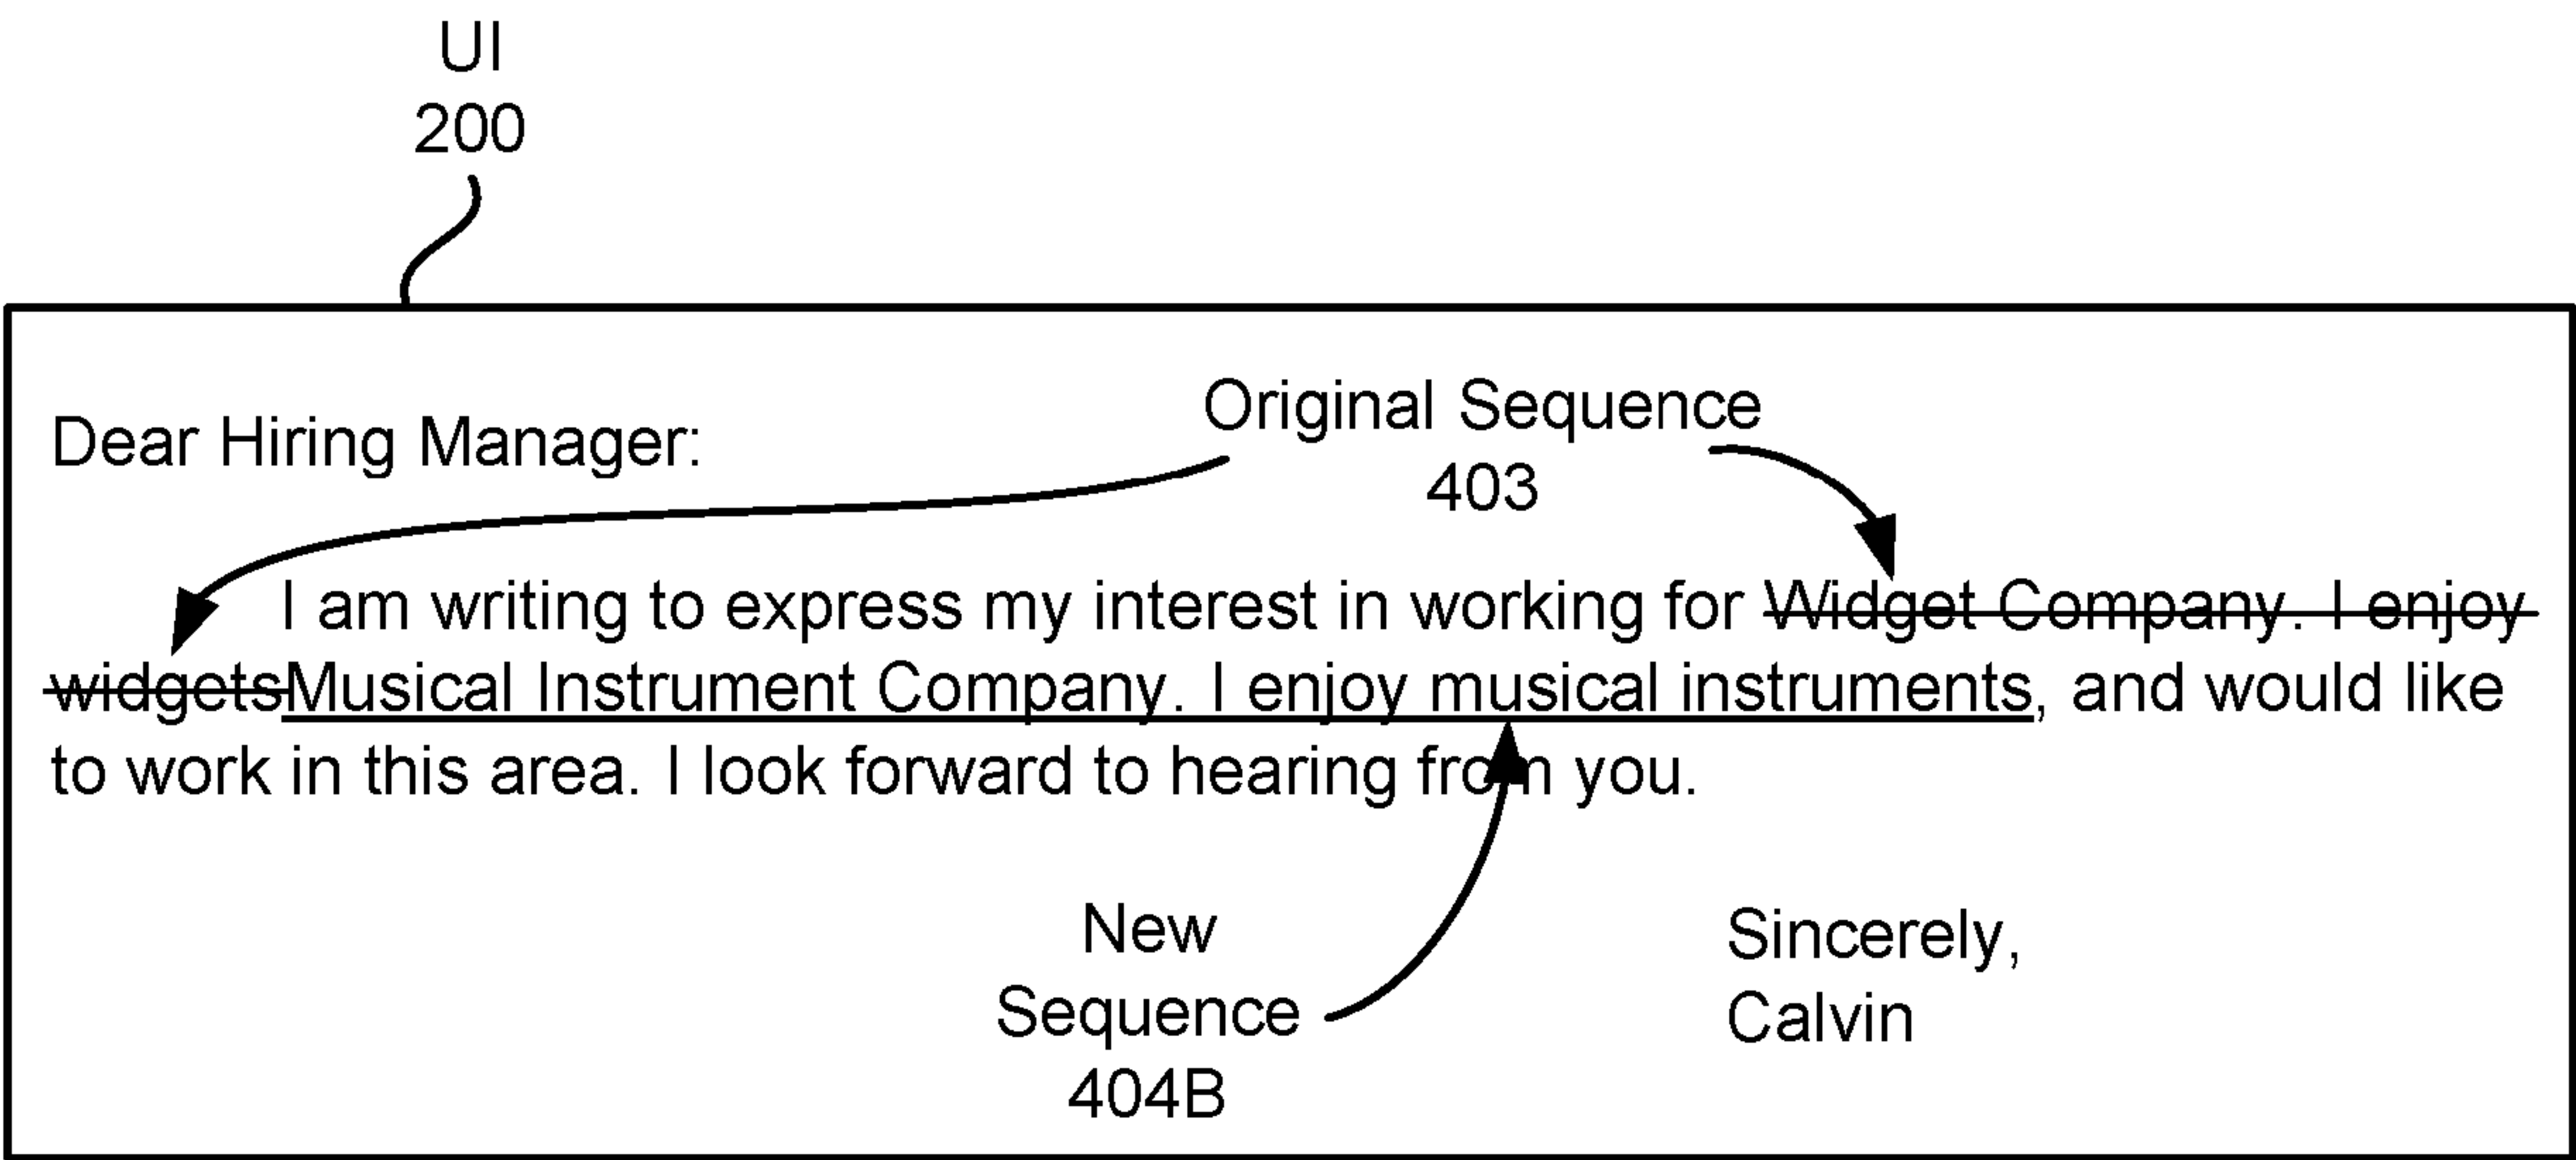 UI
200
Original Sequence
403
Dear Hiring Manager:
I am writing to express my interest in working for Widget Company. I enjoy
widgetsMusical Instrument Company. I enjoy musical instruments, and would like
to work in this area. I look forward to hearing from you.
New
Sequence
404B
Sincerely,
Calvin